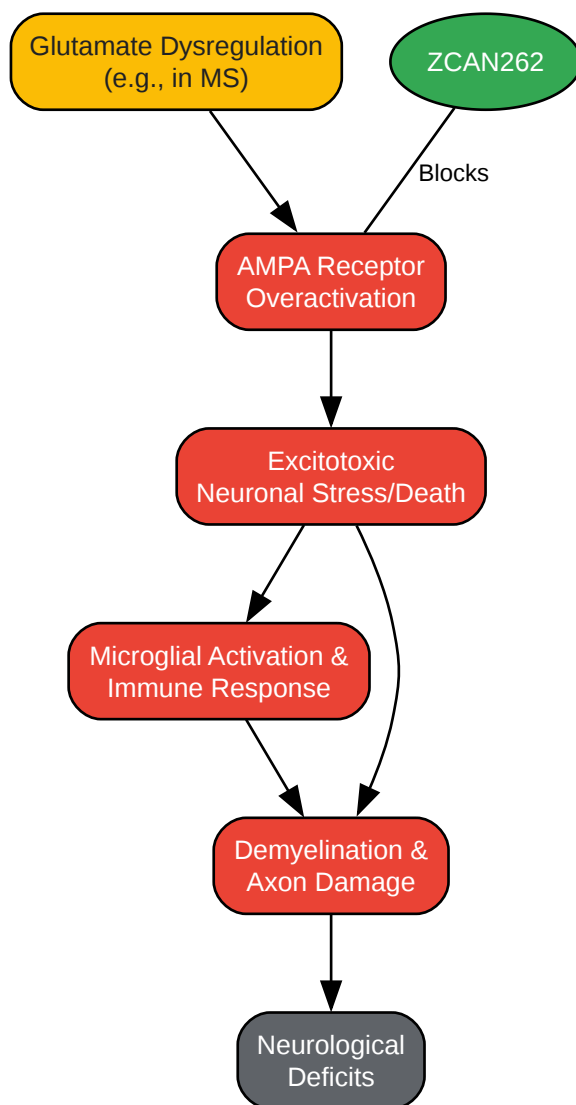 Glutamate Dysregulation
(e.g., in MS)
ZCAN262
Blocks
AMPA Receptor
Overactivation
Excitotoxic
Neuronal Stress/Death
Microglial Activation &
Immune Response
Demyelination &
Axon Damage
Neurological
Deficits